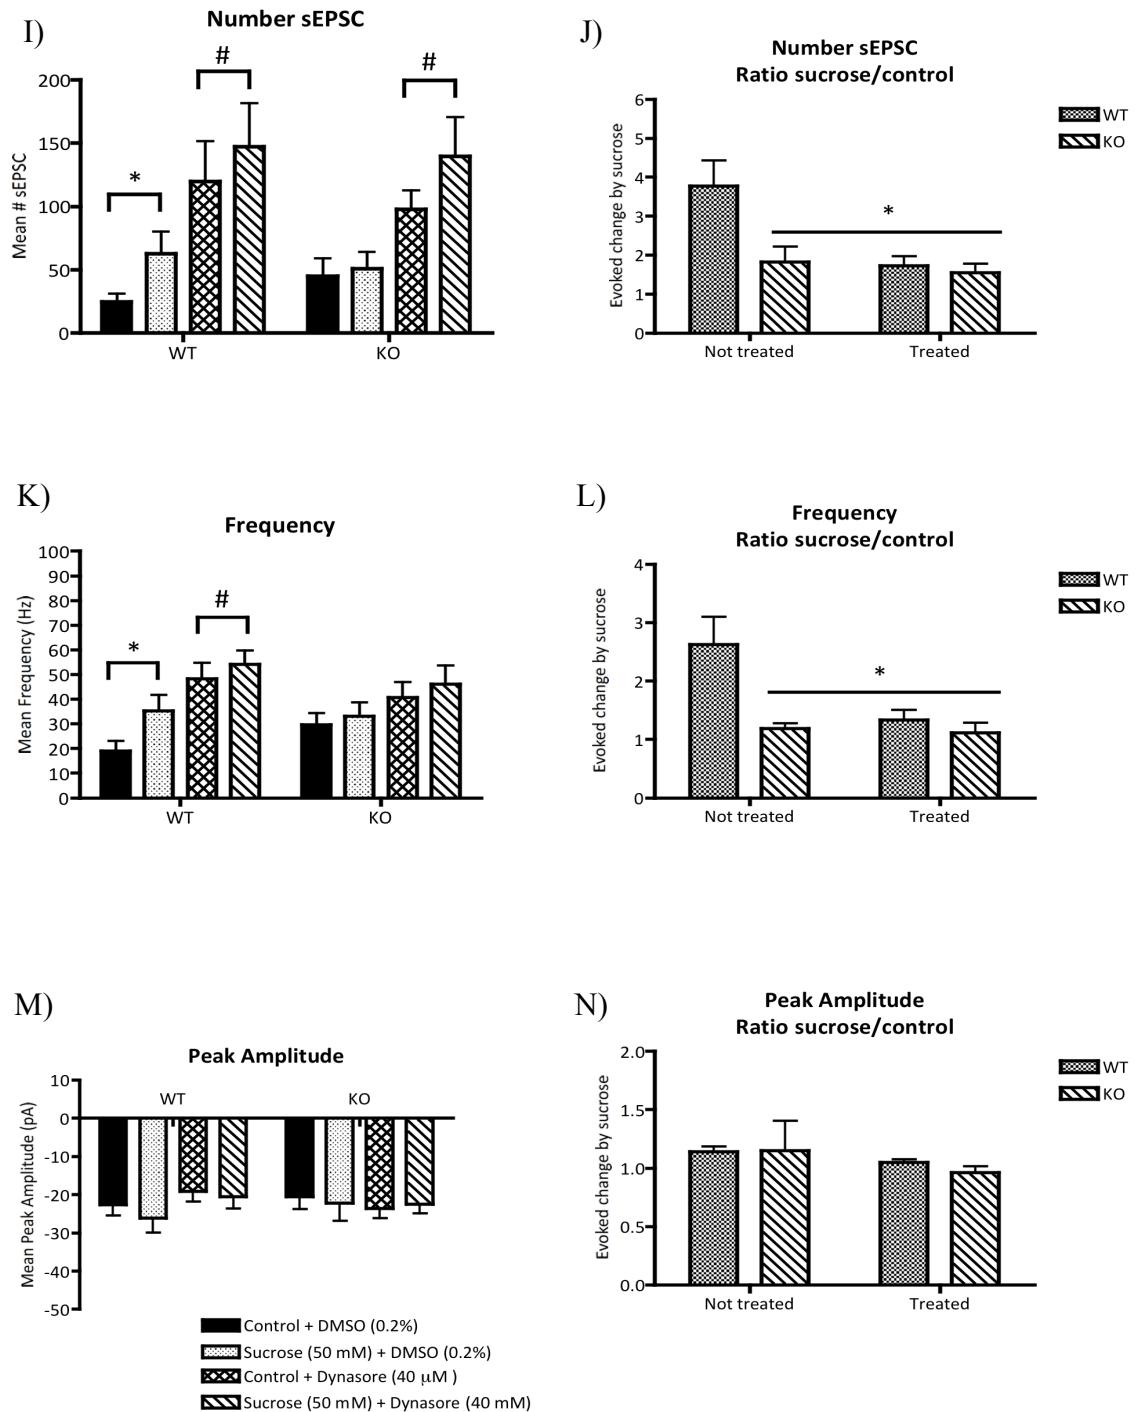 I)
Number sEPSC
Mean # sEPSC
200
150
100
50
0
*
#
#
WT
KO
J)
Number sEPSC
Ratio sucrose/control
Evoked change by sucrose
6
5
4
3
2
1
0
*
Not treated
Treated
WT
KO
K)
Frequency
Mean Frequency (Hz)
100
90
80
70
60
50
40
30
20
10
0
*
#
WT
KO
L)
Frequency
Ratio sucrose/control
Evoked change by sucrose
4
3
2
1
0
*
Not treated
Treated
WT
KO
M)
Peak Amplitude
Mean Peak Amplitude (pA)
10
0
-10
-20
-30
-40
-50
WT
KO
Control + DMSO (0.2%)
Sucrose (50 mM) + DMSO (0.2%)
Control + Dynasore (40 µM )
Sucrose (50 mM) + Dynasore (40 mM)
N)
Peak Amplitude
Ratio sucrose/control
Evoked change by sucrose
2.0
1.5
1.0
0.5
0.0
Not treated
Treated
WT
KO